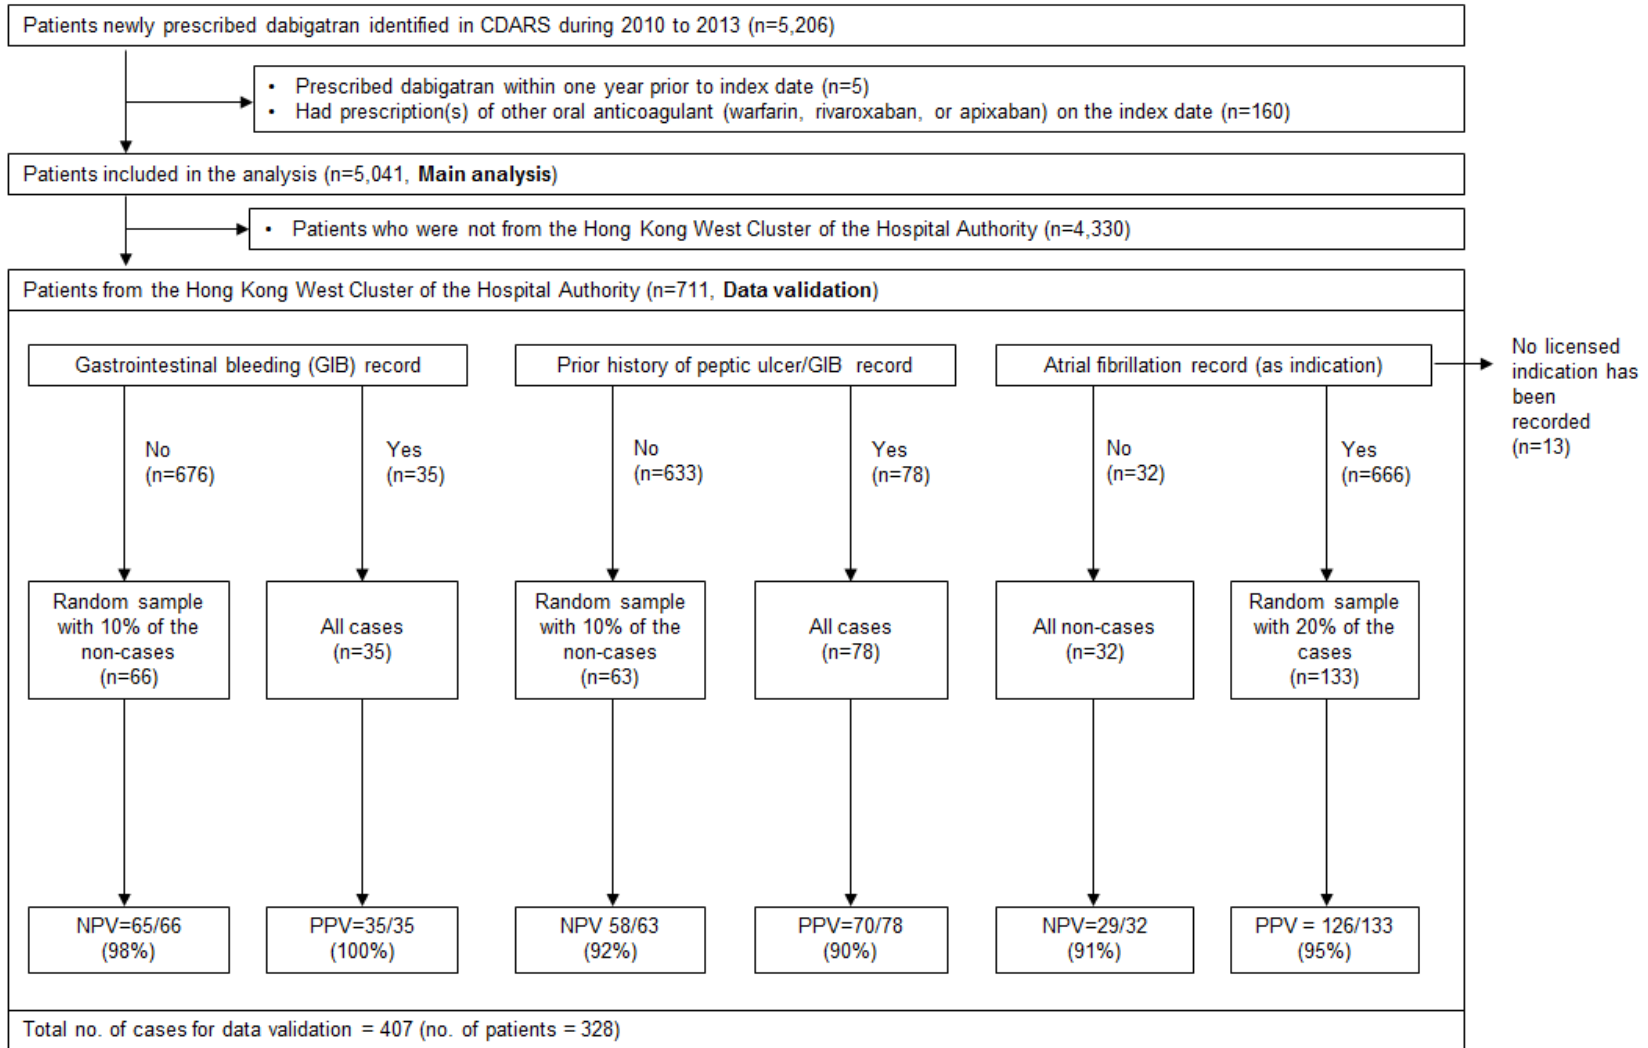 Patients newly prescribed dabigatran identified in CDARS during 2010 to 2013 (n=5,206)
• Prescribed dabigatran within one year prior to index date (n=5)
• Had prescription(s) of other oral anticoagulant (warfarin, rivaroxaban, or apixaban) on the index date (n=160)
Patients included in the analysis (n=5,041, Main analysis)
• Patients who were not from the Hong Kong West Cluster of the Hospital Authority (n=4,330)
Patients from the Hong Kong West Cluster of the Hospital Authority (n=711, Data validation)
Gastrointestinal bleeding (GIB) record
No
(n=676)
Yes
(n=35)
Random sample
with 10% of the
non-cases
(n=66)
All cases
(n=35)
NPV=65/66
(98%)
PPV=35/35
(100%)
Prior history of peptic ulcer/GIB record
No
(n=633)
Yes
(n=78)
Random sample
with 10% of the
non-cases
(n=63)
All cases
(n=78)
NPV 58/63
(92%)
PPV=70/78
(90%)
Atrial fibrillation record (as indication)
No
(n=32)
Yes
(n=666)
All non-cases
(n=32)
Random sample
with 20% of the
cases
(n=133)
NPV=29/32
(91%)
PPV = 126/133
(95%)
No licensed
indication has
been
recorded
(n=13)
Total no. of cases for data validation = 407 (no. of patients = 328)